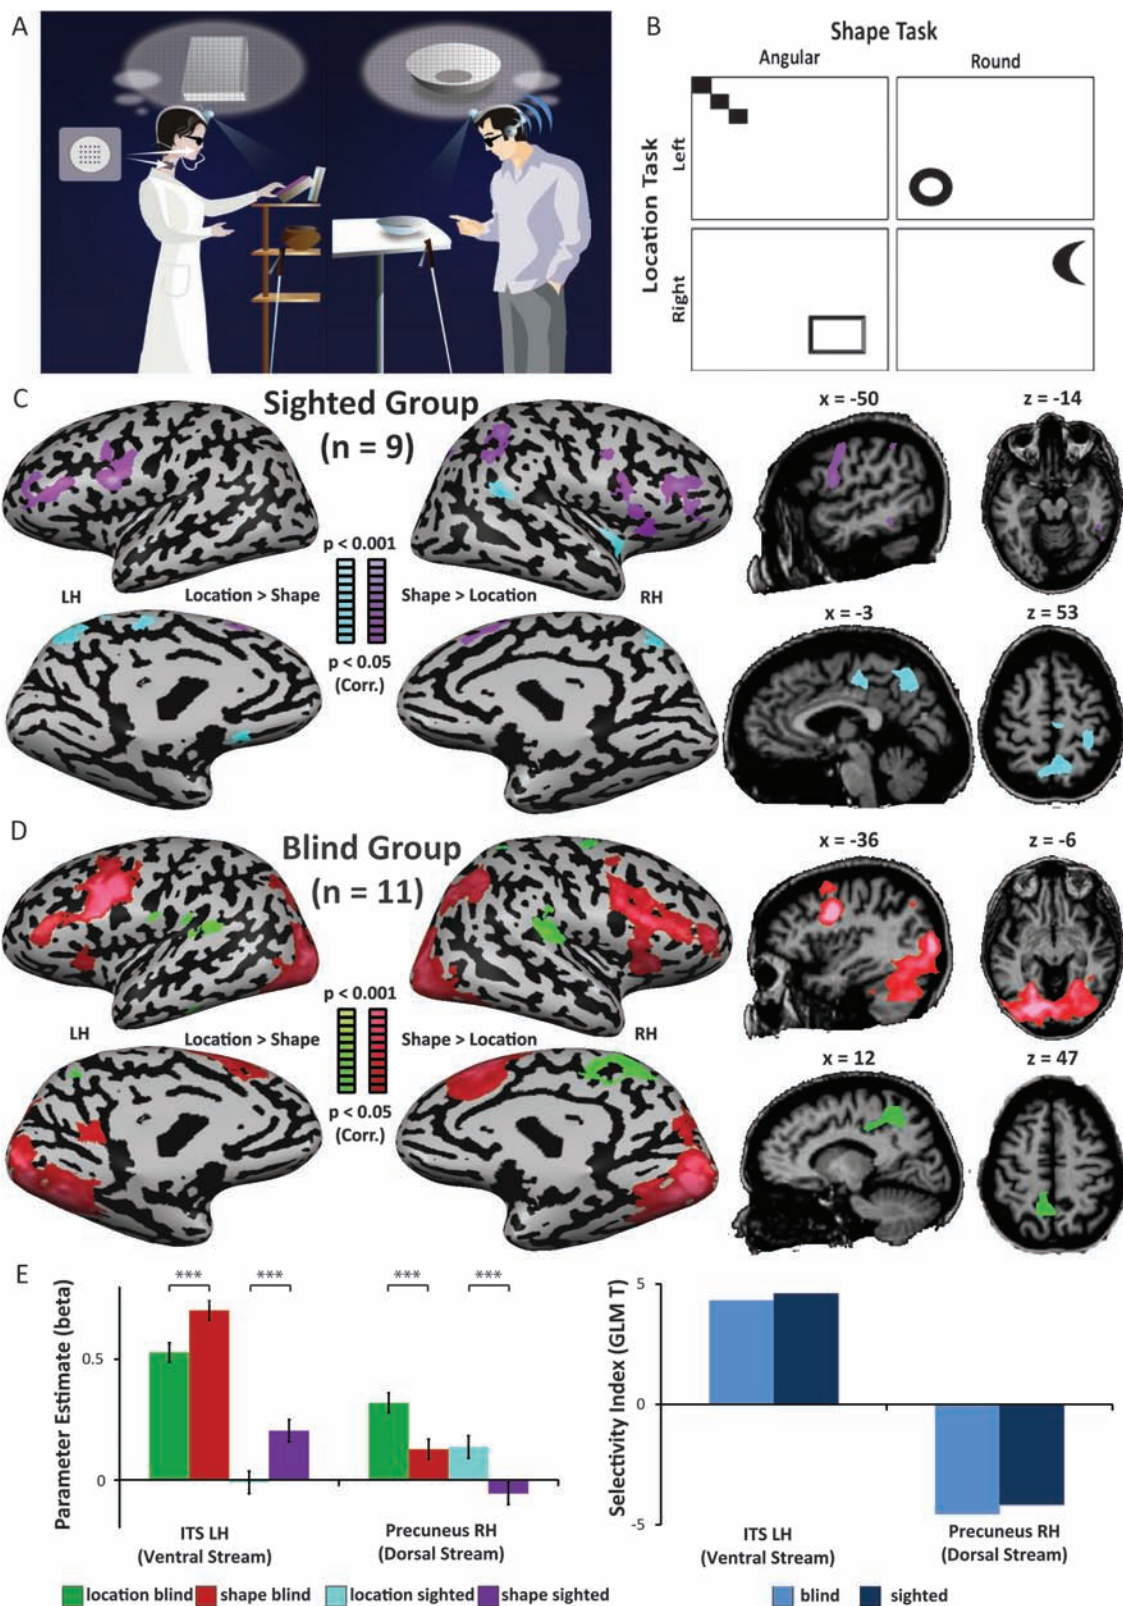 A
B
Shape Task
Angular
Round
Location Task
Left
Right
C
Sighted Group
(n = 9)
x = -50
z = -14
p < 0.001
LH
Location > Shape
Shape > Location
RH
p < 0.05
(Corr.)
x = -3
z = 53
D
Blind Group
(n = 11)
x = -36
z = -6
p < 0.001
LH
Location > Shape
Shape > Location
RH
p < 0.05
(Corr.)
x = 12
z = 47
E
Parameter Estimate (beta)
0.5
0
***
***
***
***
ITS LH
(Ventral Stream)
Precuneus RH
(Dorsal Stream)
location blind
shape blind
location sighted
shape sighted
Selectivity Index (GLM T)
5
0
-5
ITS LH
(Ventral Stream)
Precuneus RH
(Dorsal Stream)
blind
sighted